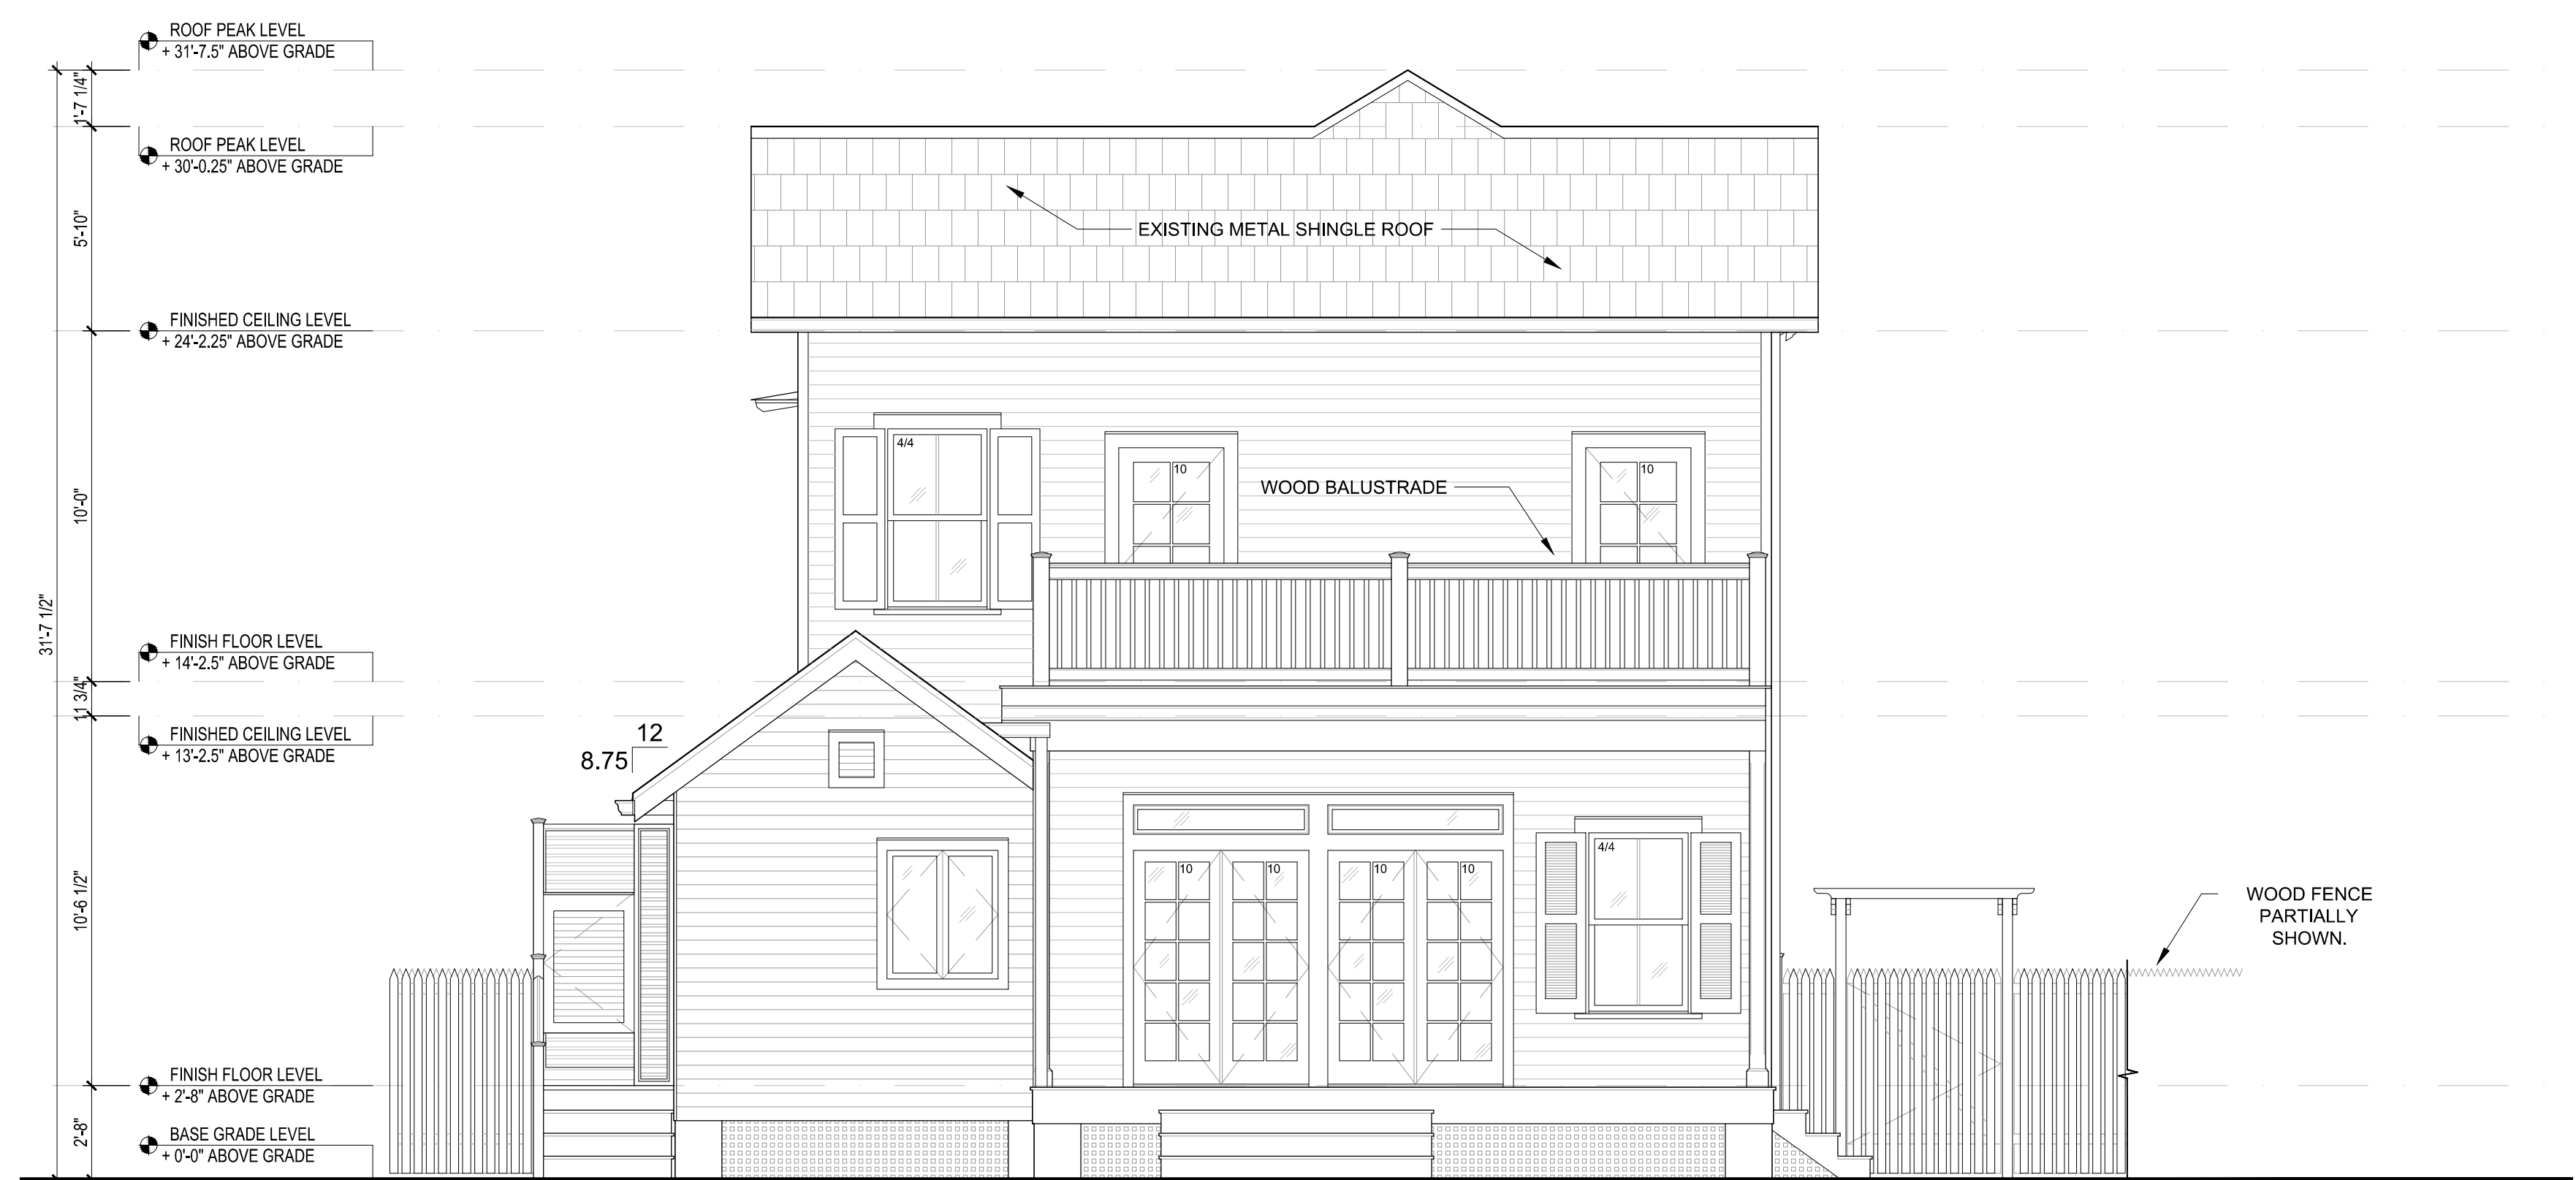 ROOF PEAK LEVEL
+ 31'-7.5" ABOVE GRADE
1'-7 1/4"
ROOF PEAK LEVEL
+ 30'-0.25" ABOVE GRADE
5'-10"
EXISTING METAL SHINGLE ROOF
FINISHED CEILING LEVEL
+ 24'-2.25" ABOVE GRADE
4/4
10
10
WOOD BALUSTRADE
10'-0"
31'-7 1/2"
FINISH FLOOR LEVEL
+ 14'-2.5" ABOVE GRADE
11 3/4"
FINISHED CEILING LEVEL
+ 13'-2.5" ABOVE GRADE
12
8.75
4/4
10
10
10
10
10'-6 1/2"
WOOD FENCE
PARTIALLY
SHOWN.
FINISH FLOOR LEVEL
+ 2'-8" ABOVE GRADE
2'-8"
BASE GRADE LEVEL
+ 0'-0" ABOVE GRADE